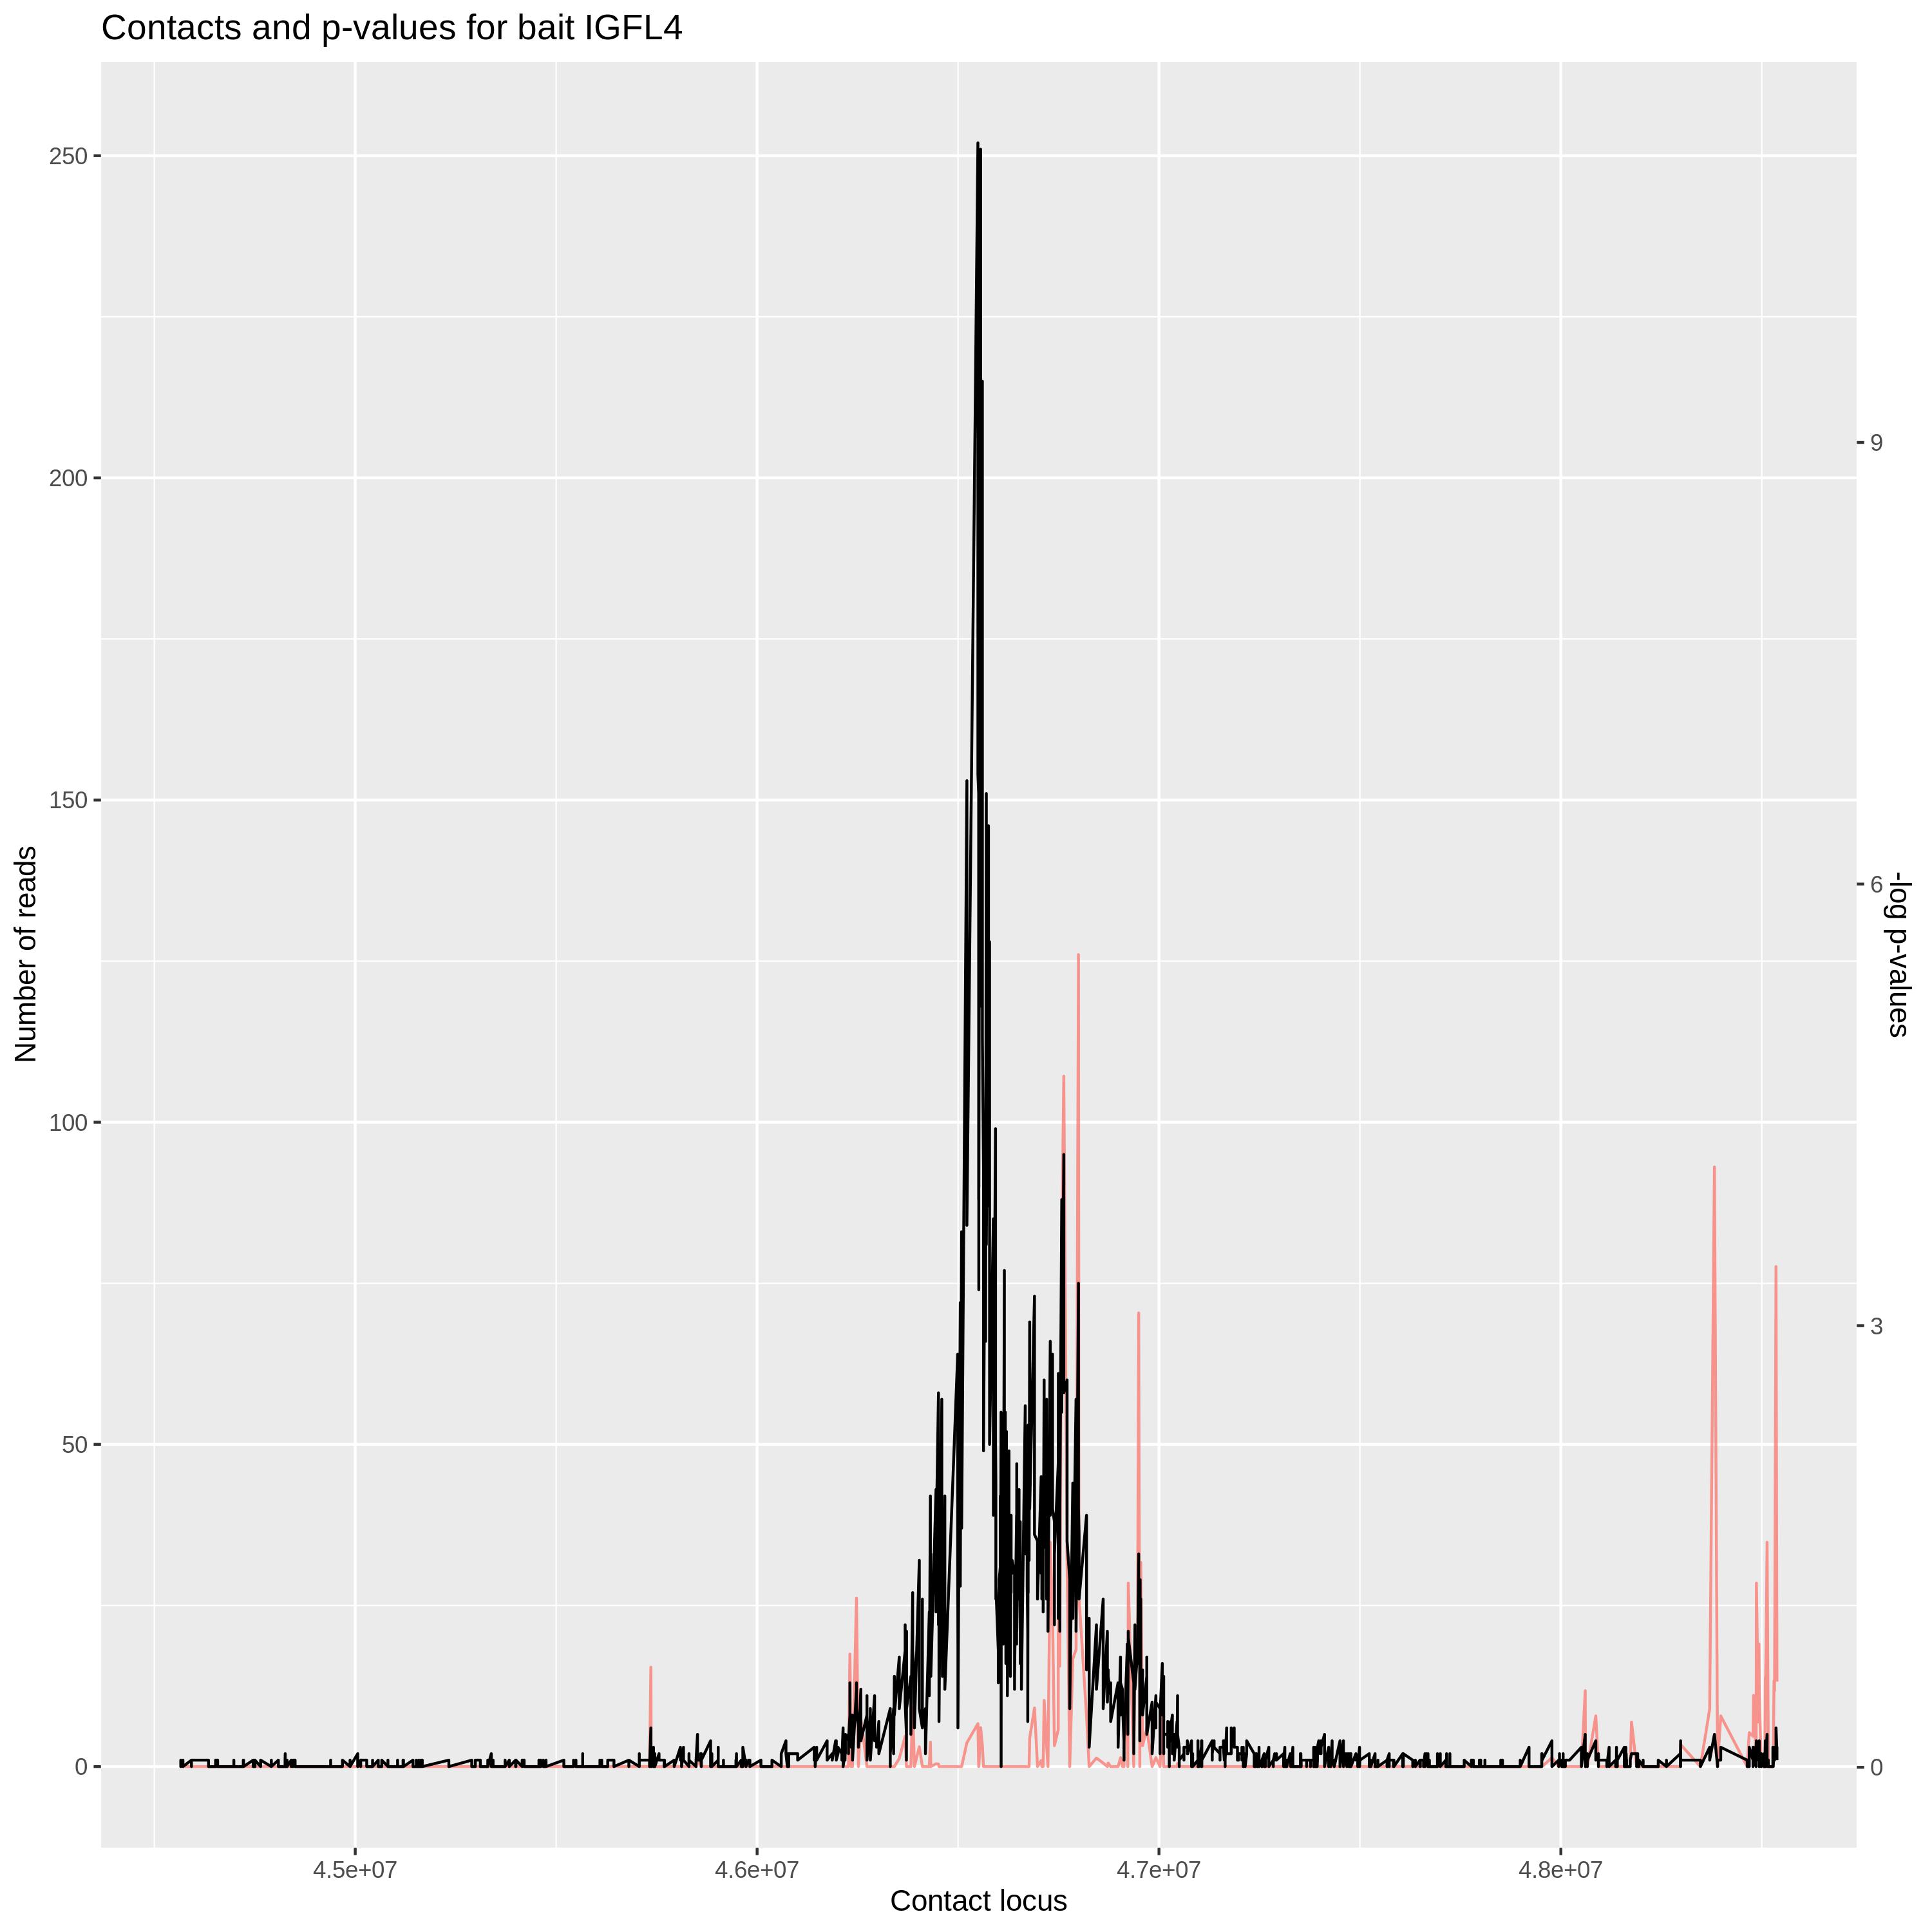 Contacts and p-values for bait IGFL4
250
200
150
100
50
0
Number of reads
9
6
3
0
-log p-values
4.5e+07
4.6e+07
4.7e+07
4.8e+07
Contact locus